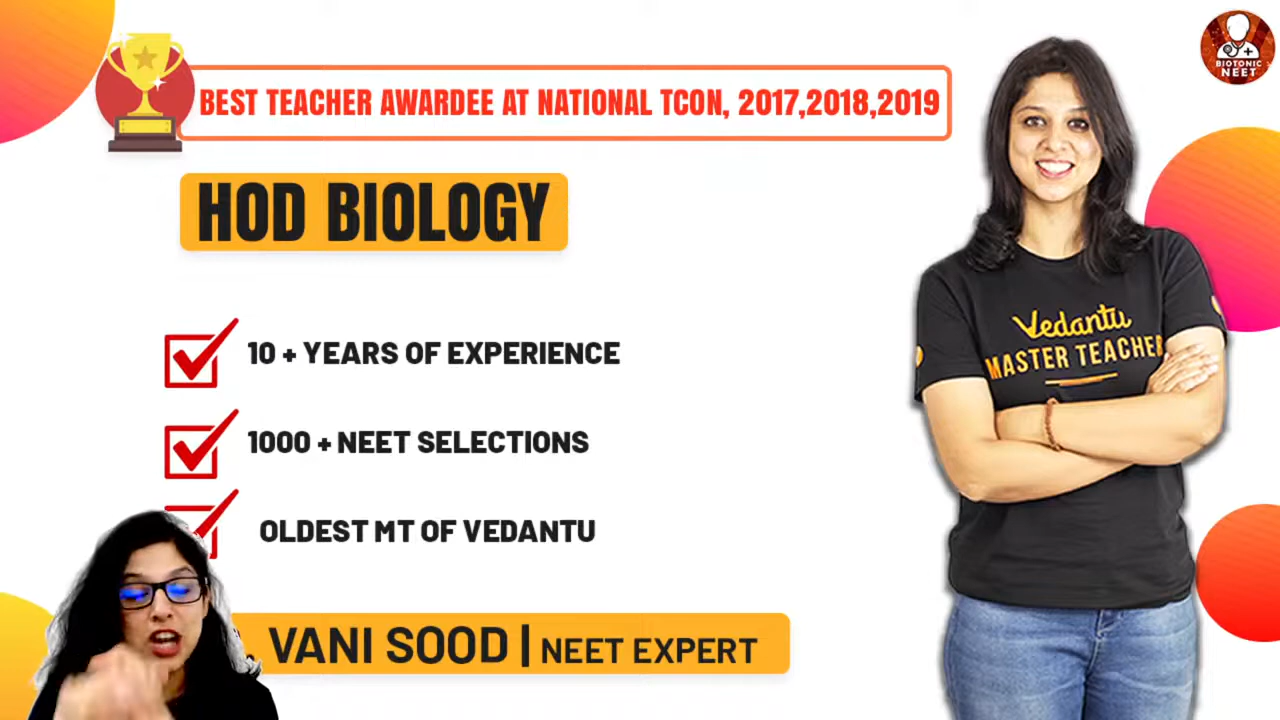 BEST TEACHER AWARDEE AT NATIONAL TCON, 2017,2018,2019
BIOTONIC
NEET
HOD BIOLOGY
Vedantu
MASTER TEACHER
10 + YEARS OF EXPERIENCE
1000 + NEET SELECTIONS
OLDEST MT OF VEDANTU
VANI SOOD | NEET EXPERT